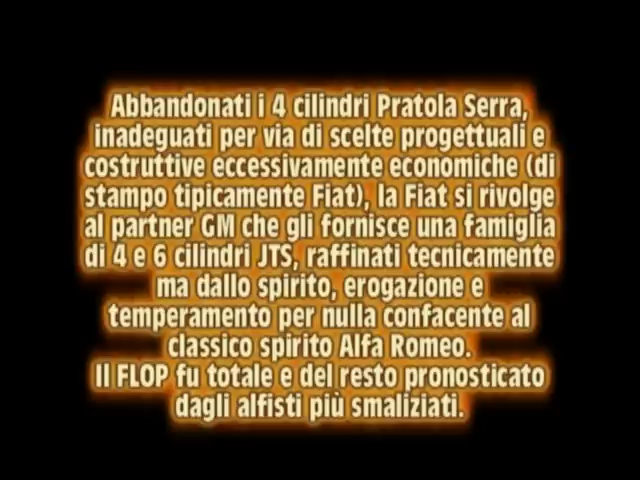 Abbandonati i 4 cilindri Pratola Serra,
inadeguati per via di scelte progettuali e
costruttive eccessivamente economiche (di
stampo tipicamente Fiat), la Fiat si rivolge
al partner GM che gli fornisce una famiglia
di 4 e 6 cilindri JTS, raffinati tecnicamente
ma dallo spirito, erogazione e
temperamento per nulla confacente al
classico spirito Alfa Romeo.
Il FLOP fu totale e del resto pronosticato
dagli alfisti più smaliziati.